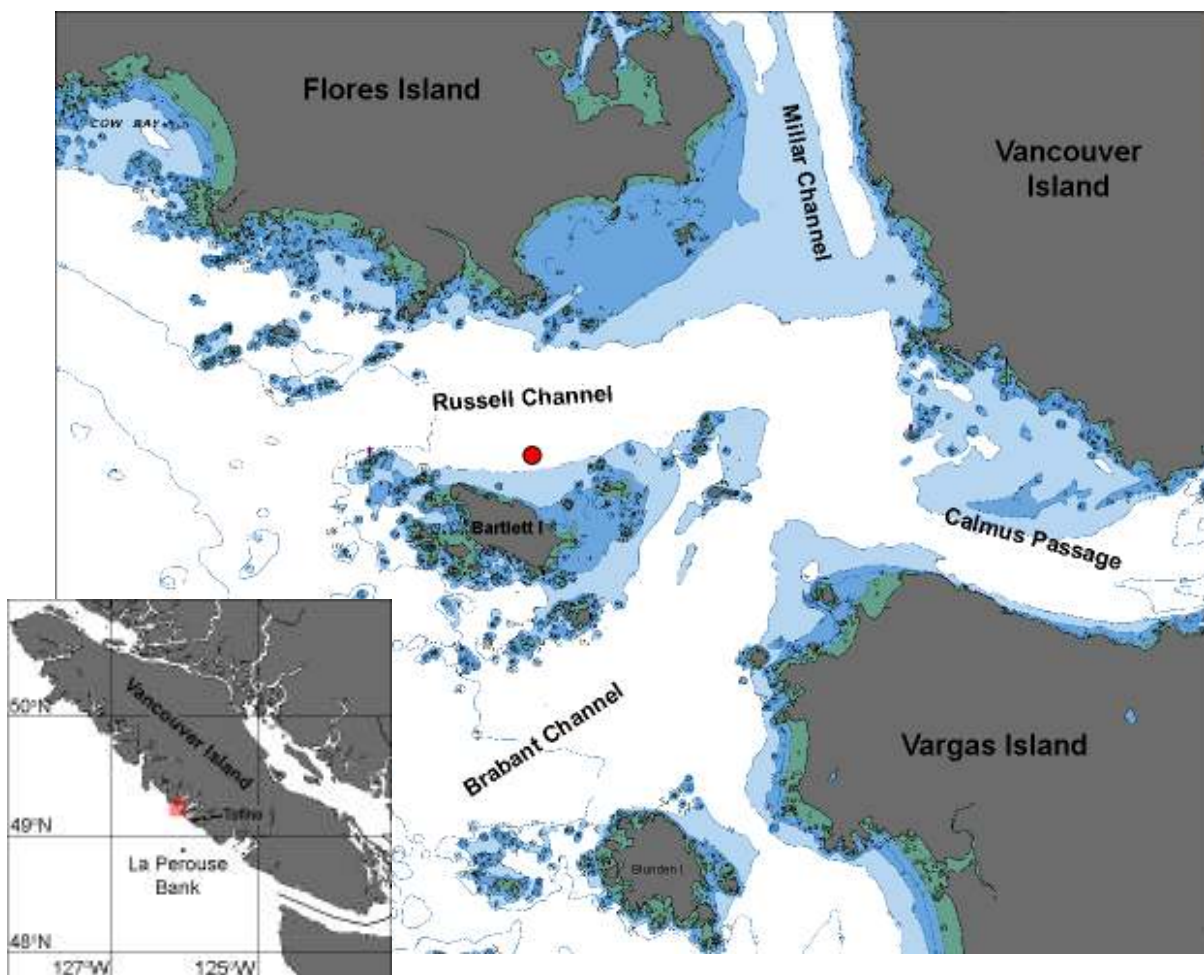 Flores Island
COW BAY
Millar Channel
Vancouver
Island
Russell Channel
Bartlett I
Calmus Passage
Brabant Channel
Vargas Island
Blunden I
Vancouver Island
50°N
Tofino
49°N
La Perouse
Bank
48°N
127°W
125°W